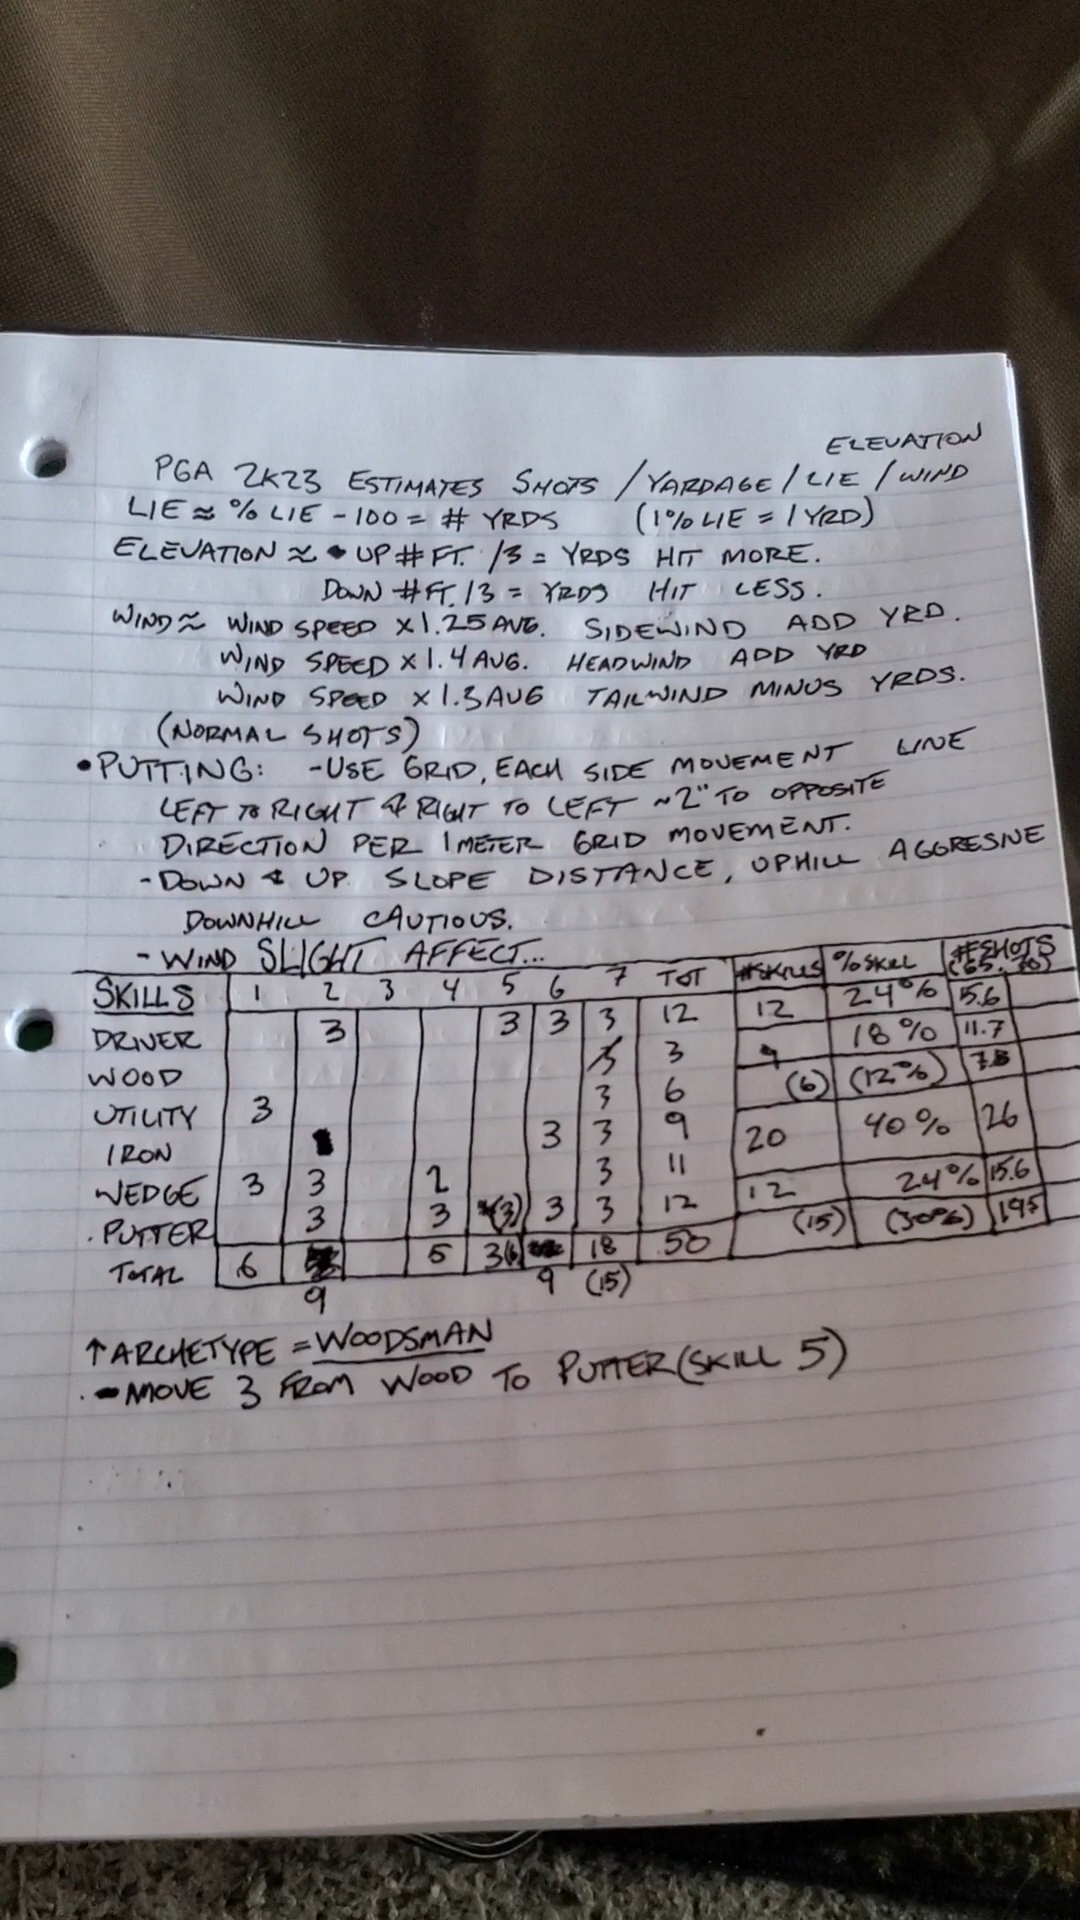 ELEVATION
PGA 2K23 ESTIMATES SHOTS / YARDAGE / LIE / WIND
LIE ≈ % LIE - 100 = # YRDS (1% LIE = 1 YRD)
ELEVATION ≈ • UP # FT. /3 = YRDS HIT MORE.
DOWN # FT. /3 = YRDS HIT LESS.
WIND ≈ WIND SPEED X 1.25 AVG. SIDEWIND ADD YRD.
WIND SPEED X 1.4 AVG. HEADWIND ADD YRD
WIND SPEED X 1.3 AVG TAILWIND MINUS YRDS.
(NORMAL SHOTS)
• PUTTING: - USE GRID, EACH SIDE MOVEMENT LINE
LEFT TO RIGHT & RIGHT TO LEFT ~2" TO OPPOSITE
DIRECTION PER 1 METER GRID MOVEMENT.
- DOWN & UP SLOPE DISTANCE, UPHILL AGGRESIVE
DOWNHILL CAUTIOUS.
- WIND SLIGHT AFFECT...
SKILLS 1 2 3 4 5 6 7 TOT #SKILLS % SKILL # SHOTS
DRIVER 3 3 3 3 12 12 24% 5.6
WOOD 3 3 9 18% 11.7
UTILITY 3 3 6 (6) (12%)
IRON 3 3 9 20 40% 26
WEDGE 3 3 2 3 11 12 24% 15.6
PUTTER 3 3 (3) 3 3 12 (15) (30%) 195
TOTAL 6 5 3(6) 18 50
9 9 (15)
↑ ARCHETYPE = WOODSMAN
- MOVE 3 FROM WOOD TO PUTTER (SKILL 5)